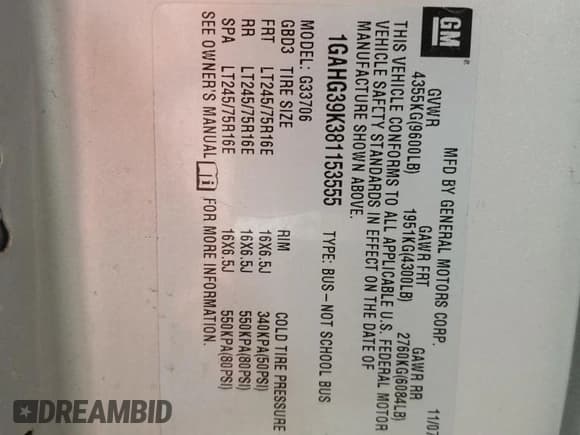 GM
MFD BY GENERAL MOTORS CORP. 11/07
GVWR GAWR FRT GAWR RR
4355KG(9600LB) 1951KG(4300LB) 2760KG(6084LB)
THIS VEHICLE CONFORMS TO ALL APPLICABLE U.S. FEDERAL MOTOR
VEHICLE SAFETY STANDARDS IN EFFECT ON THE DATE OF
MANUFACTURE SHOWN ABOVE.
1GAHG39K381153555 TYPE: BUS–NOT SCHOOL BUS
MODEL: G33706
GBD3 TIRE SIZE RIM COLD TIRE PRESSURE
FRT LT245/75R16E 16X6.5J 340KPA(50PSI)
RR LT245/75R16E 16X6.5J 550KPA(80PSI)
SPA LT245/75R16E 16X6.5J 550KPA(80PSI)
SEE OWNER'S MANUAL FOR MORE INFORMATION.
DREAMBID